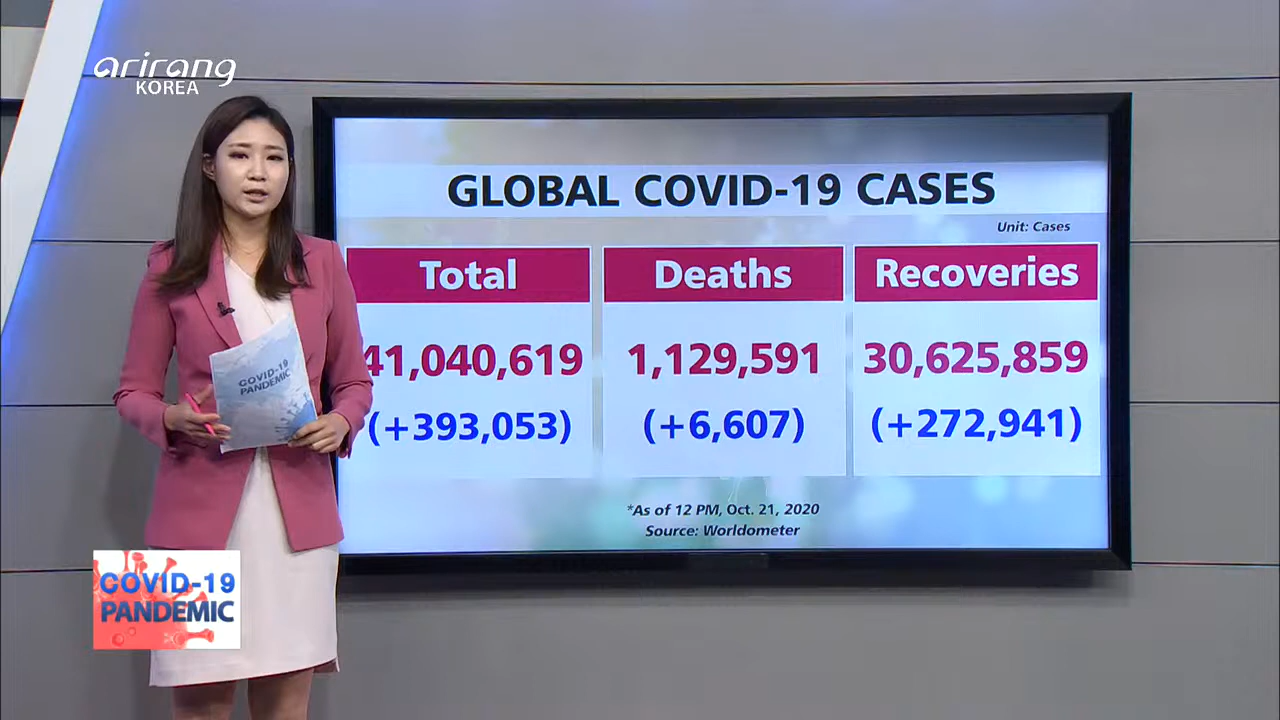 arirang
KOREA
GLOBAL COVID-19 CASES
Unit: Cases
Total
Deaths
Recoveries
41,040,619
1,129,591
30,625,859
(+393,053)
(+6,607)
(+272,941)
*As of 12 PM, Oct. 21, 2020
Source: Worldometer
COVID-19
PANDEMIC
COVID-19
PANDEMIC